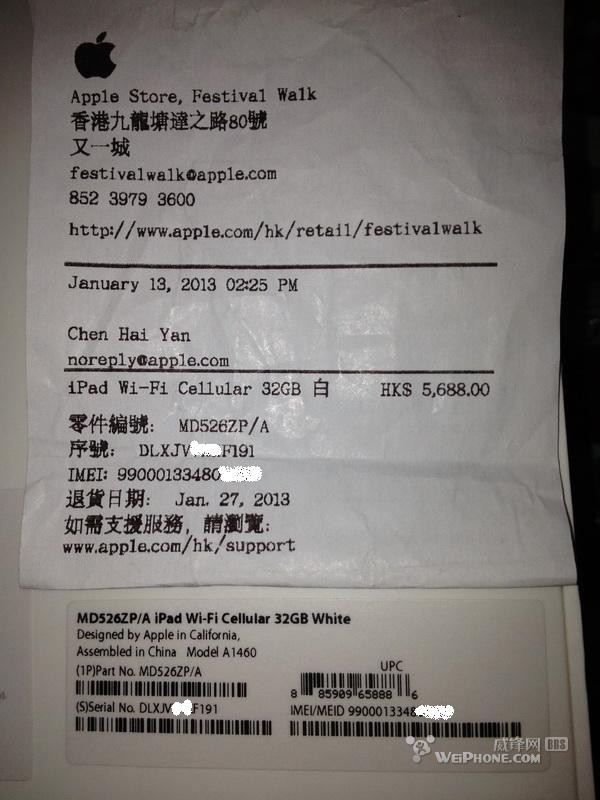 Apple Store, Festival Walk
香港九龍塘達之路80號
又一城
festivalwalk@apple.com
852 3979 3600
http://www.apple.com/hk/retail/festivalwalk
January 13, 2013 02:25 PM
Chen Hai Yan
noreply@apple.com
iPad Wi-Fi Cellular 32GB 白 HK$ 5,688.00
零件編號: MD526ZP/A
序號: DLXJV F191
IMEI: 99000133480
退貨日期: Jan. 27, 2013
如需支援服務, 請瀏覽:
www.apple.com/hk/support
MD526ZP/A iPad Wi-Fi Cellular 32GB White
Designed by Apple in California,
Assembled in China Model A1460
(1P)Part No. MD526ZP/A
UPC
8 85909 65888 6
(S)Serial No. DLXJV F191
IMEI/MEID 9900013348
威锋网 BBS
WEIPHONE.COM